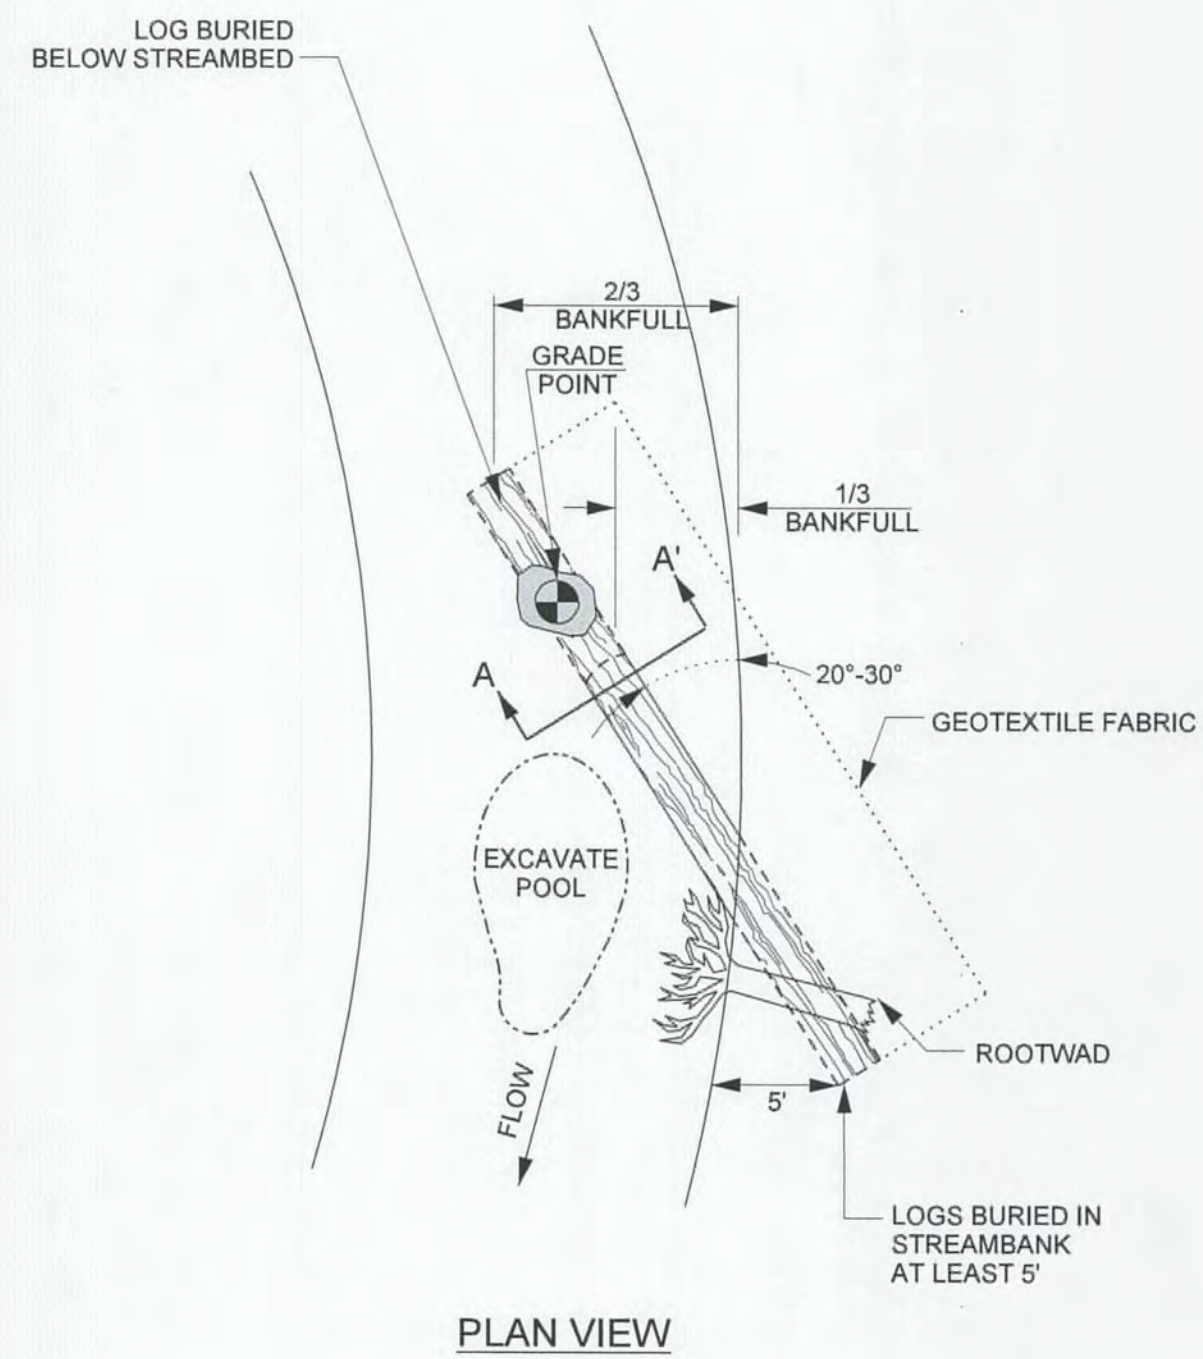 LOG BURIED
BELOW STREAMBED
2/3
BANKFULL
GRADE
POINT
1/3
BANKFULL
A'
A
20°-30°
GEOTEXTILE FABRIC
EXCAVATE
POOL
ROOTWAD
FLOW
5'
LOGS BURIED IN
STREAMBANK
AT LEAST 5'
PLAN VIEW